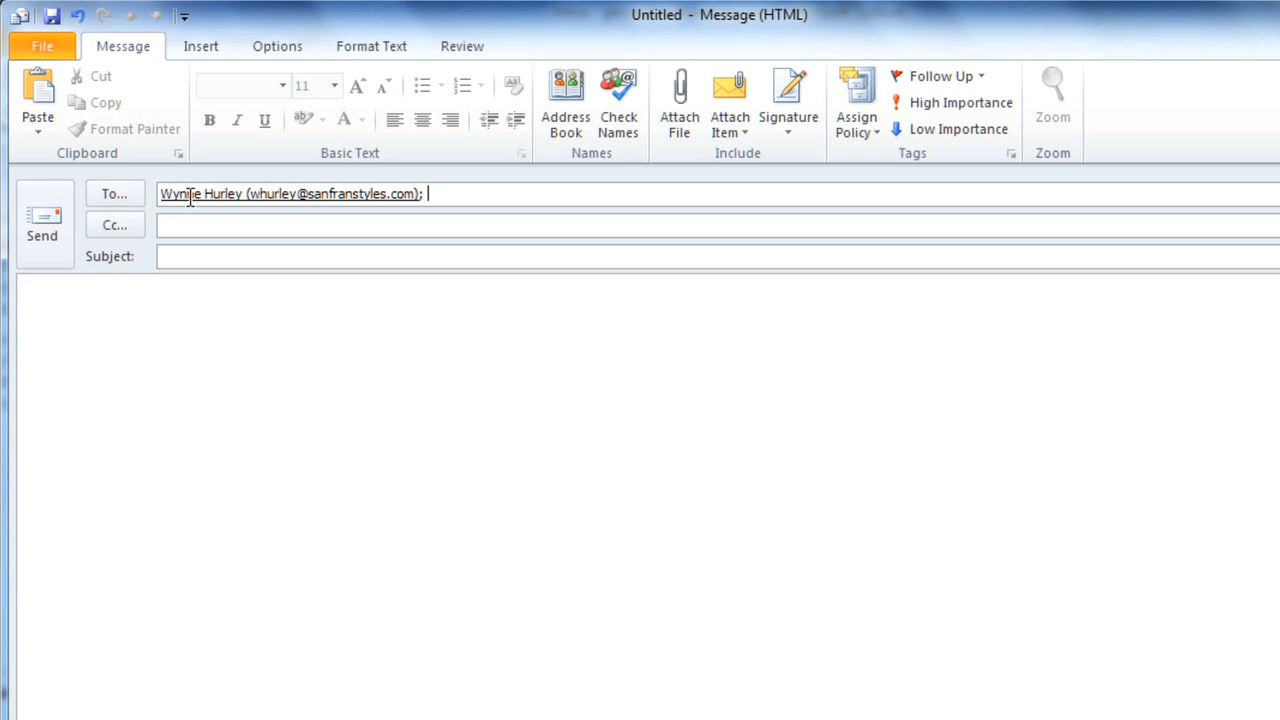 Untitled - Message (HTML)
File Message Insert Options Format Text Review
Paste
Cut
Copy
Format Painter
Clipboard
11
B I U
Basic Text
Address Book
Check Names
Names
Attach File
Attach Item
Signature
Include
Assign Policy
Follow Up
High Importance
Low Importance
Tags
Zoom
Zoom
Send
To... Wynnie Hurley (whurley@sanfranstyles.com);
Cc...
Subject: